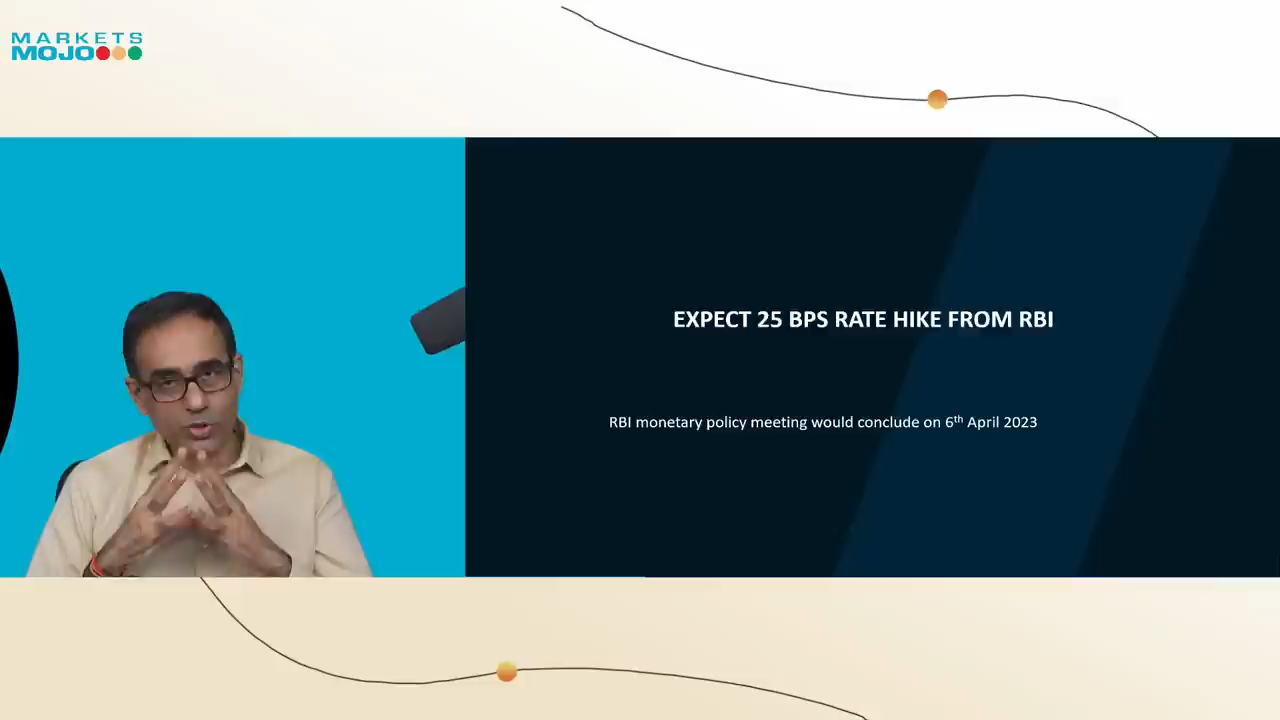 MARKETS
MOJO
EXPECT 25 BPS RATE HIKE FROM RBI
RBI monetary policy meeting would conclude on 6th April 2023